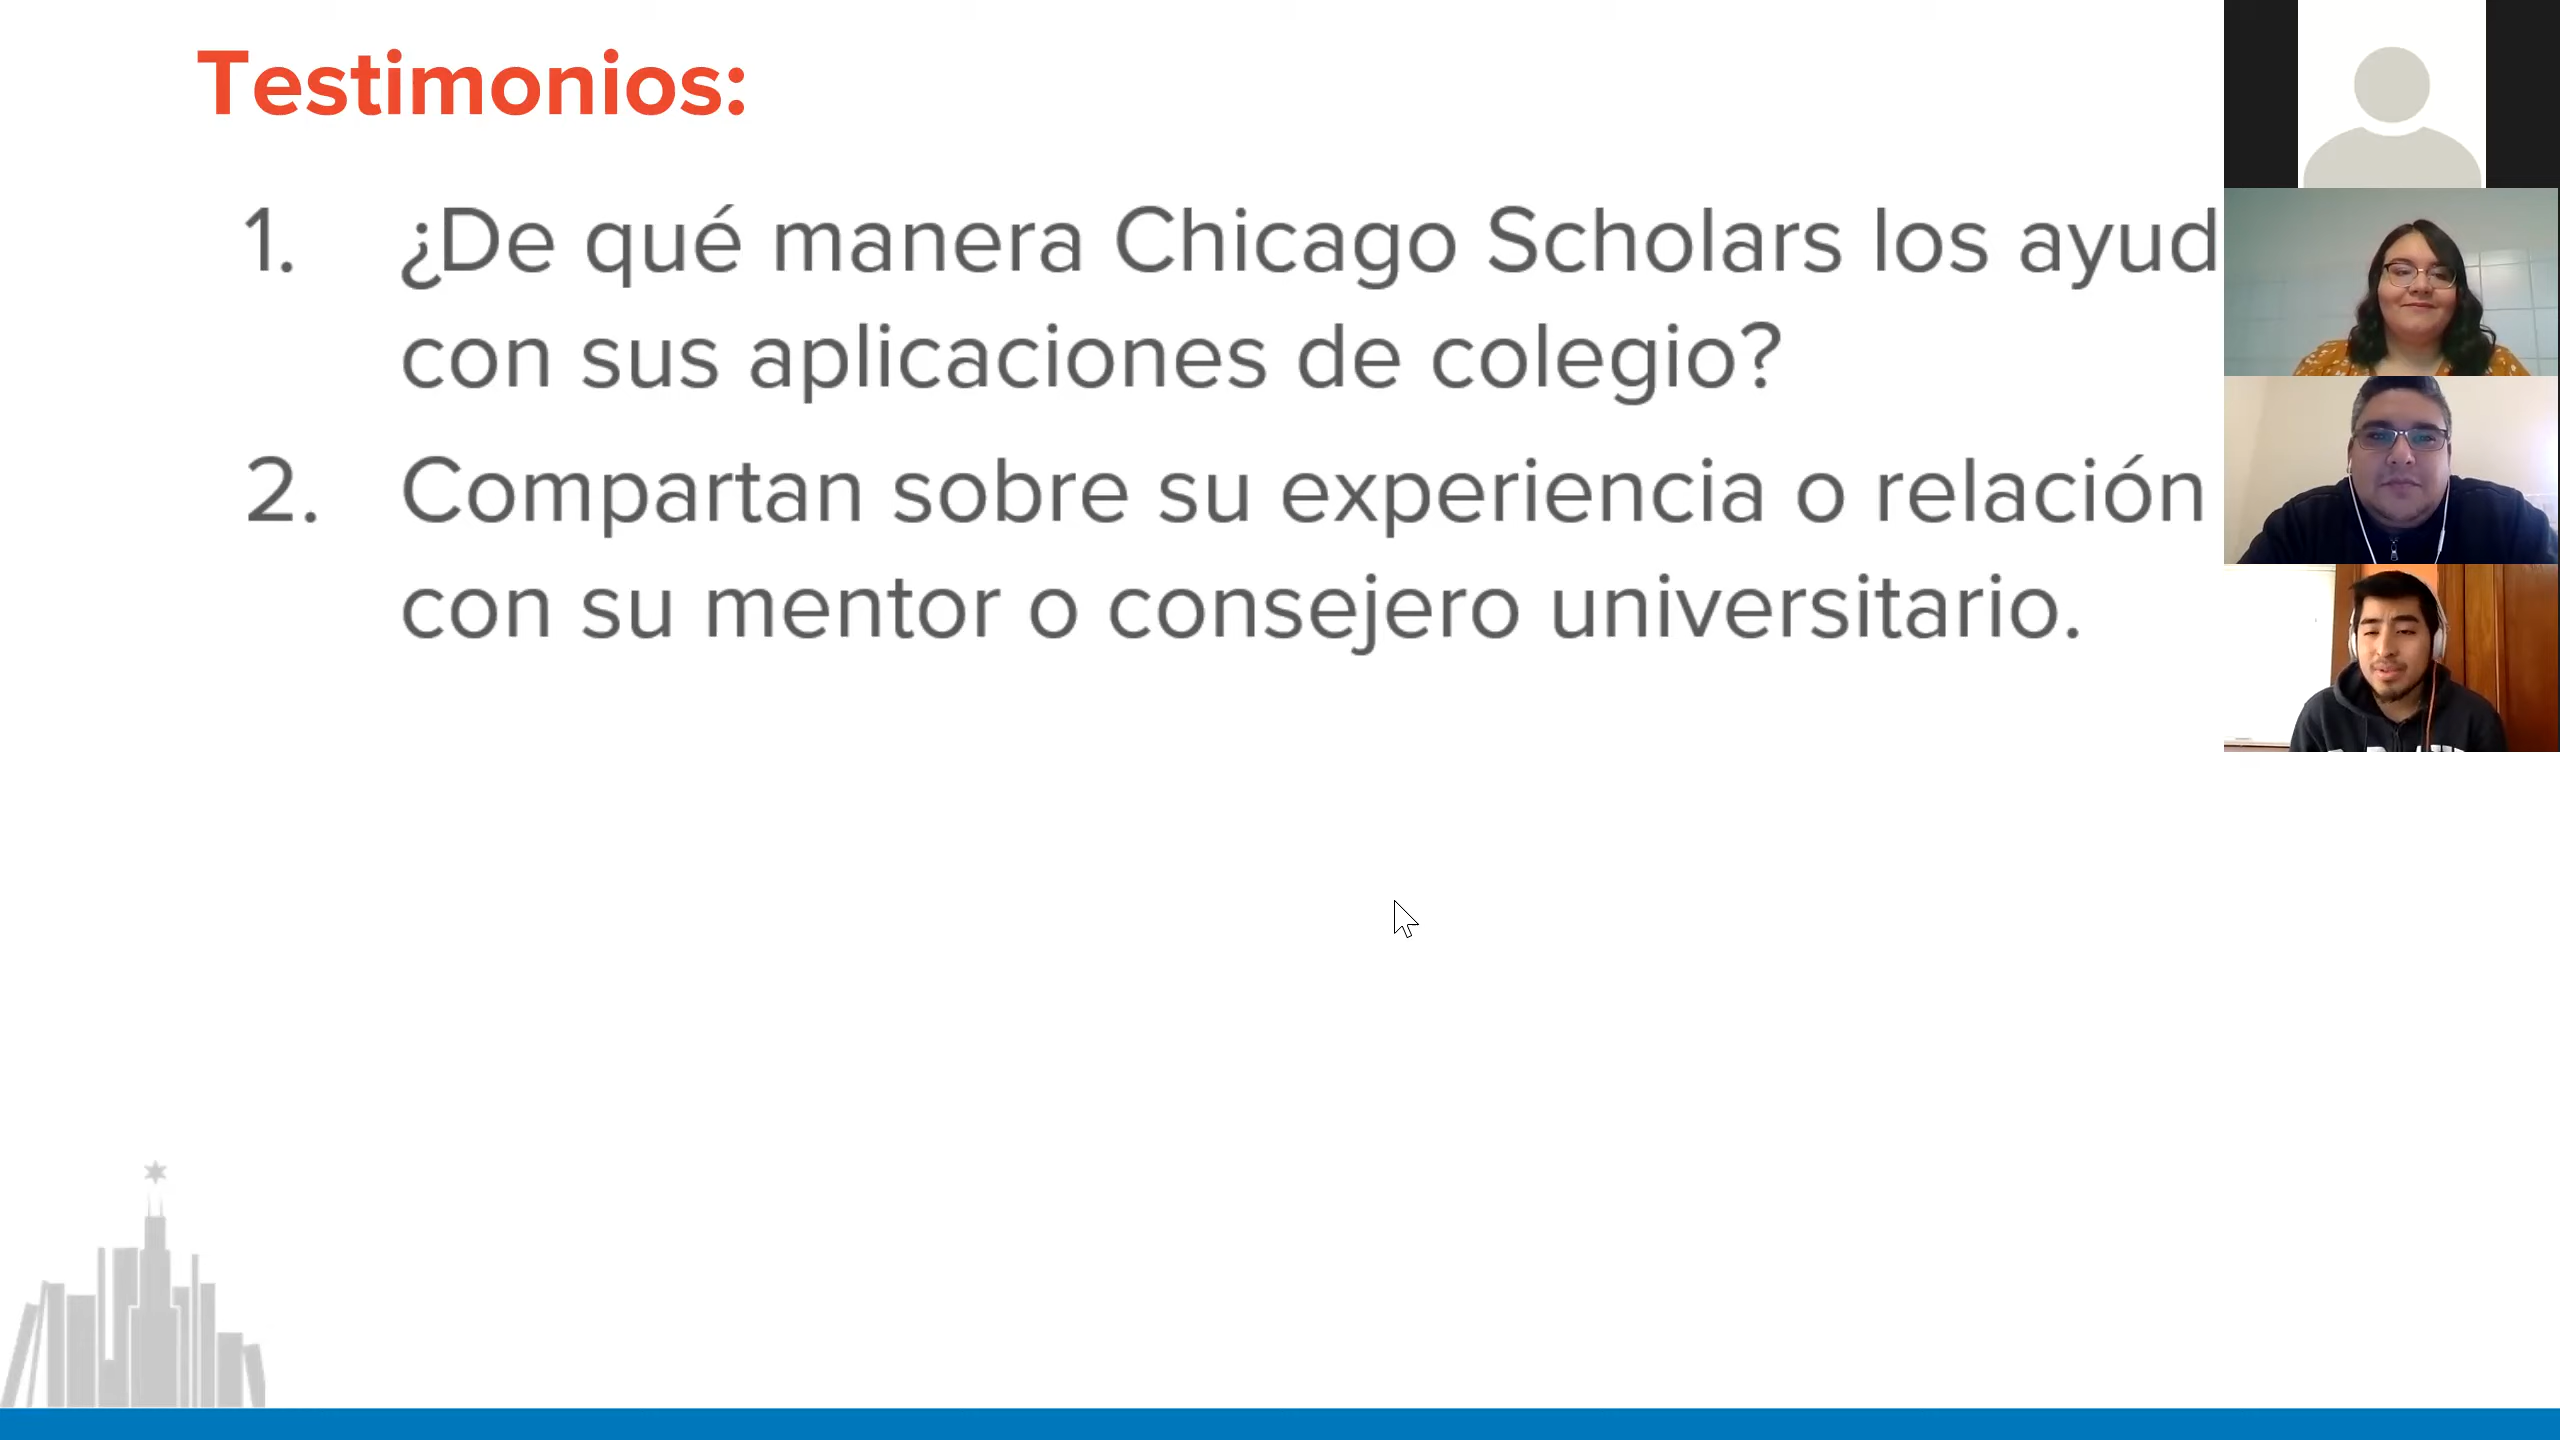 Testimonios:
1. ¿De qué manera Chicago Scholars los ayud
con sus aplicaciones de colegio?
2. Compartan sobre su experiencia o relación
con su mentor o consejero universitario.